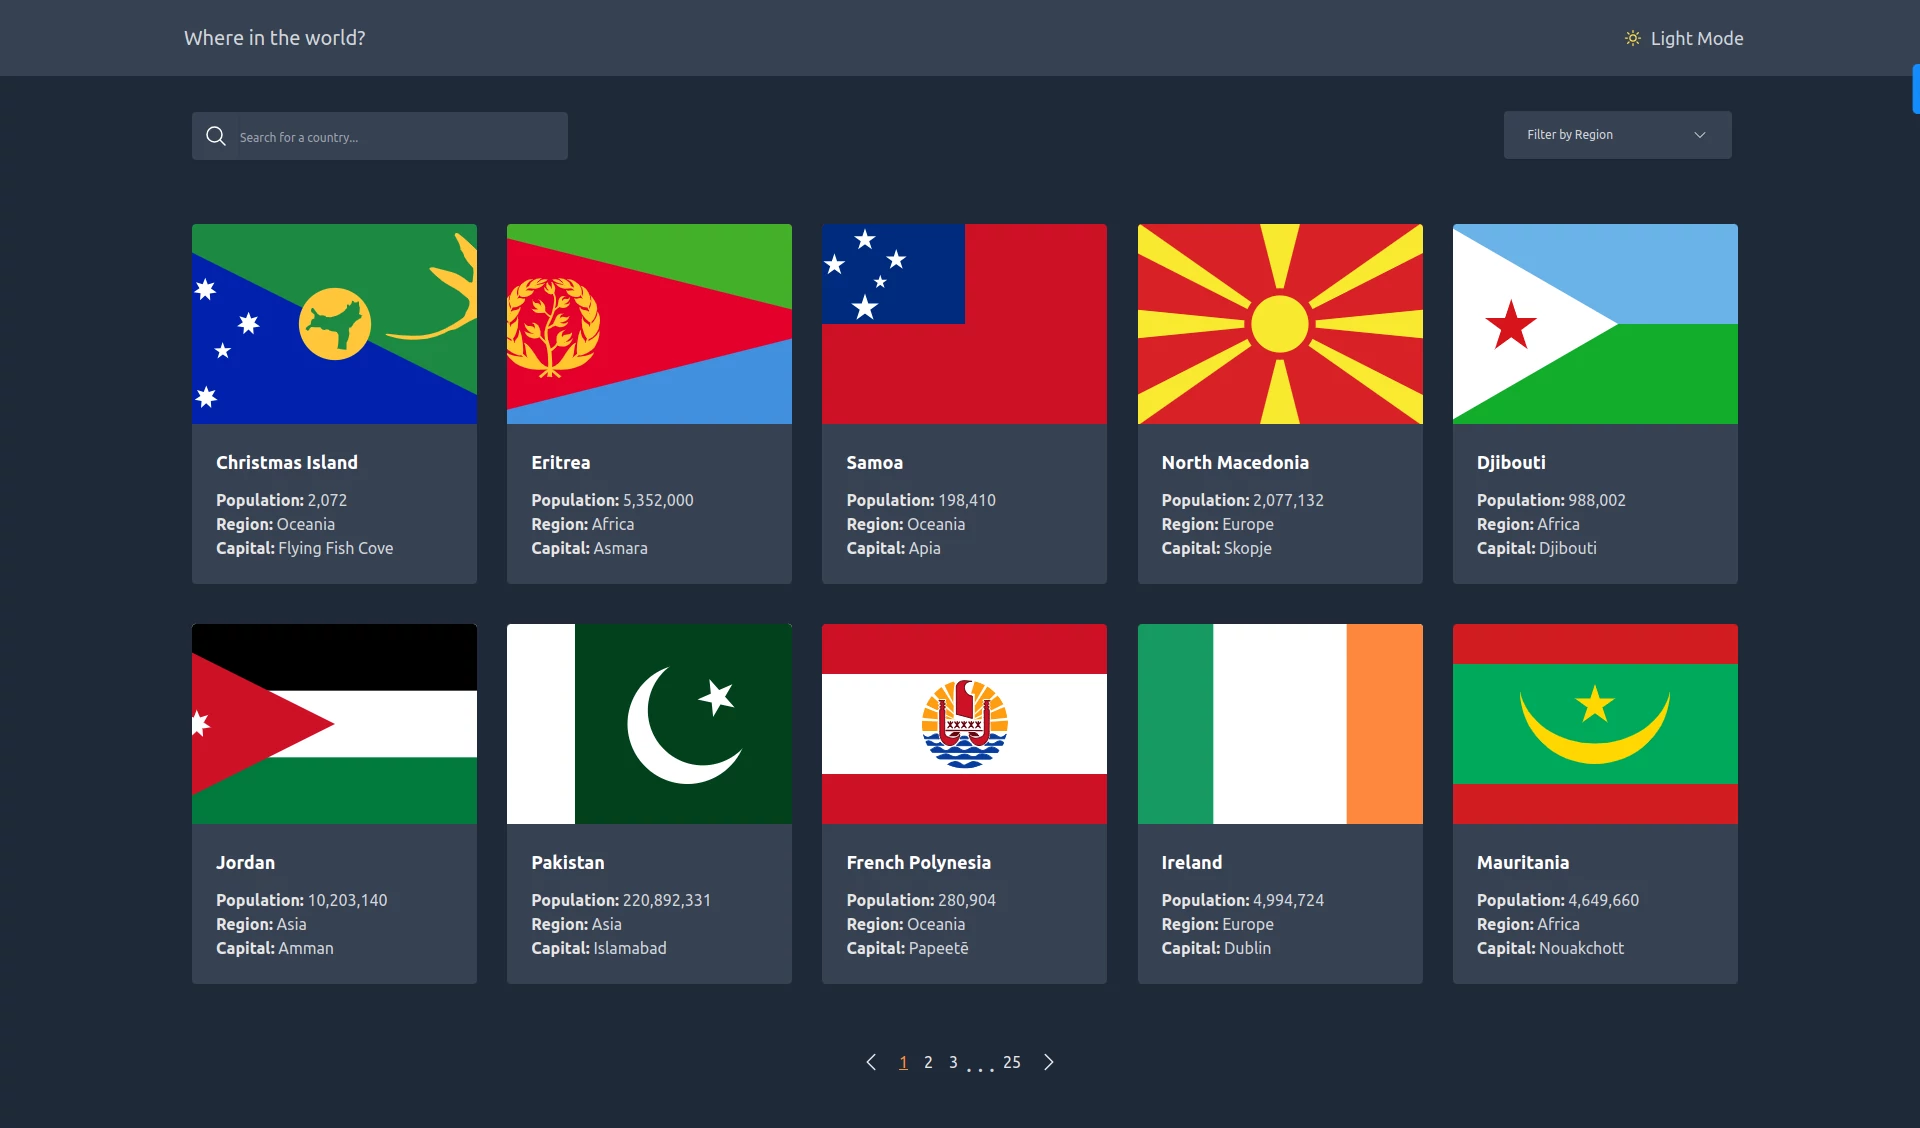 Where in the world?
Light Mode
Search for a country...
Filter by Region
Christmas Island
Population: 2,072
Region: Oceania
Capital: Flying Fish Cove
Eritrea
Population: 5,352,000
Region: Africa
Capital: Asmara
Samoa
Population: 198,410
Region: Oceania
Capital: Apia
North Macedonia
Population: 2,077,132
Region: Europe
Capital: Skopje
Djibouti
Population: 988,002
Region: Africa
Capital: Djibouti
Jordan
Population: 10,203,140
Region: Asia
Capital: Amman
Pakistan
Population: 220,892,331
Region: Asia
Capital: Islamabad
French Polynesia
Population: 280,904
Region: Oceania
Capital: Papeetē
Ireland
Population: 4,994,724
Region: Europe
Capital: Dublin
Mauritania
Population: 4,649,660
Region: Africa
Capital: Nouakchott
1 2 3 ... 25